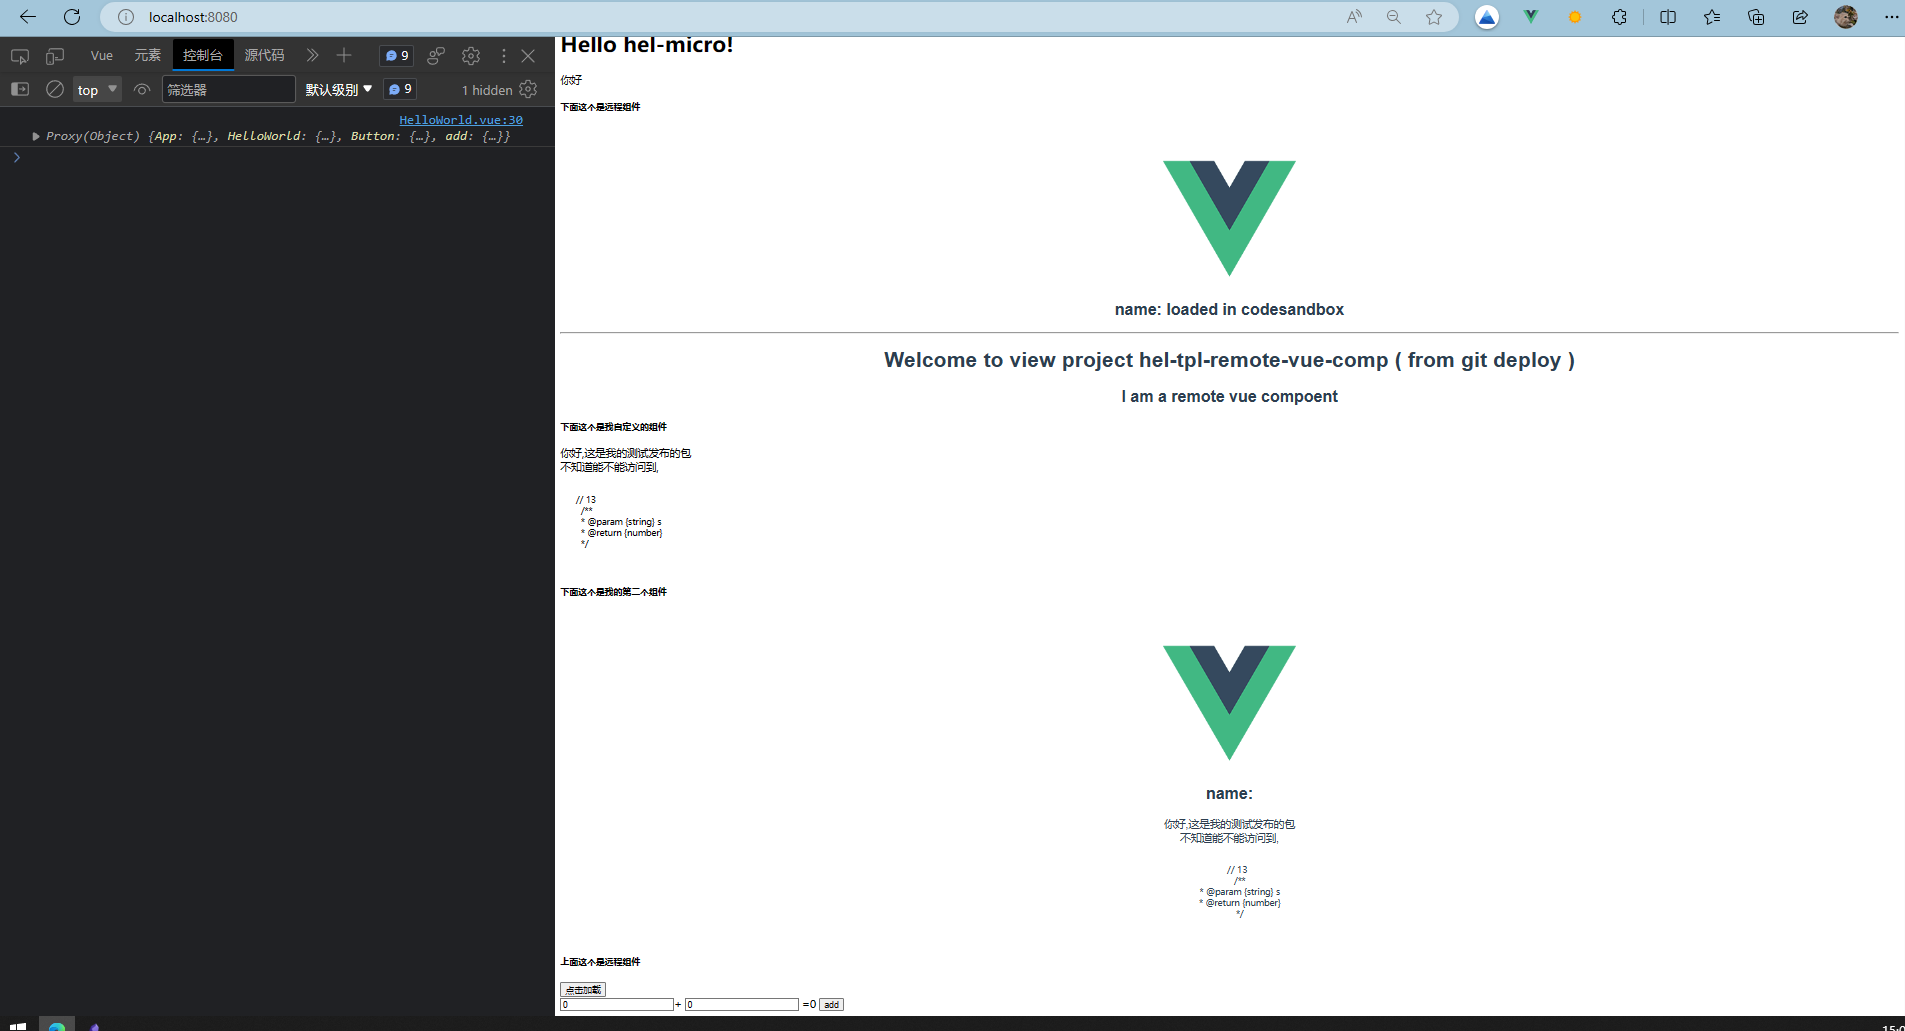 localhost:8080
Vue 元素 控制台 源代码 9
top 筛选器 默认级别 9 1 hidden
HelloWorld.vue:30
Proxy(Object) {App: {…}, HelloWorld: {…}, Button: {…}, add: {…}}
Hello hel-micro!
你好
下面这个是远程组件
name: loaded in codesandbox
Welcome to view project hel-tpl-remote-vue-comp ( from git deploy )
I am a remote vue compoent
下面这个是我自定义的组件
你好,这是我的测试发布的包
不知道能不能访问到,
// 13
/**
* @param {string} s
* @return {number}
*/
下面这个是我的第二个组件
name:
你好,这是我的测试发布的包
不知道能不能访问到,
// 13
/**
* @param {string} s
* @return {number}
*/
上面这个是远程组件
点击加载
0 + 0 =0 add